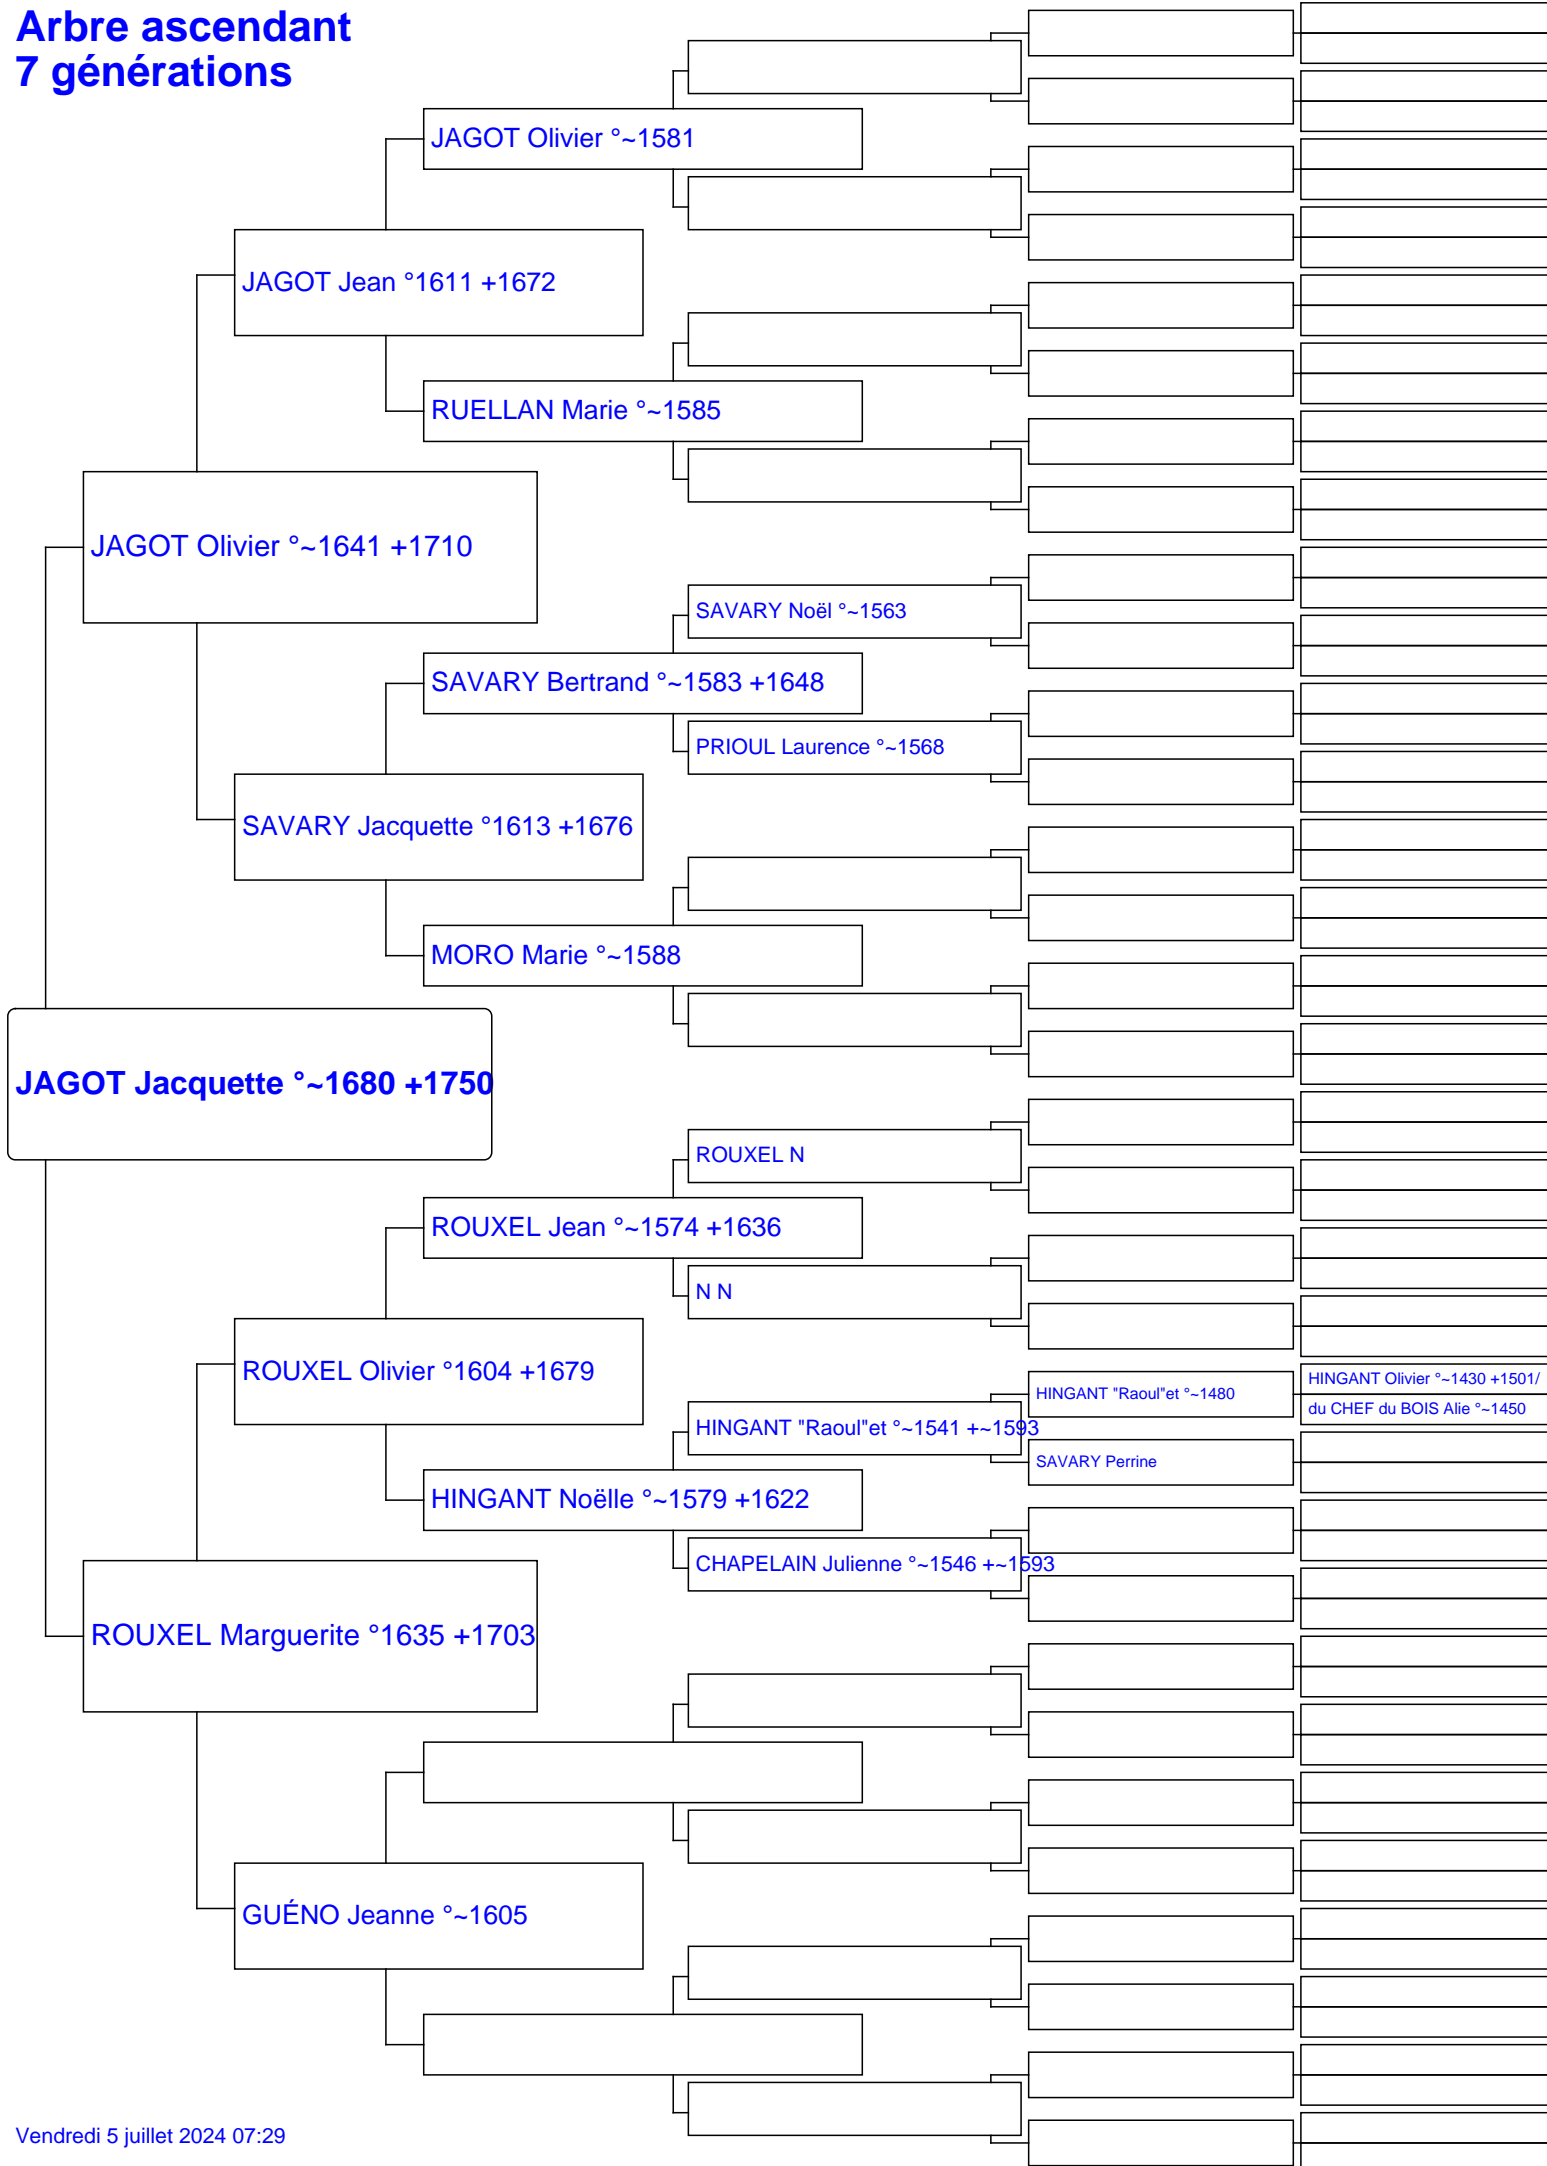 Arbre ascendant
7 générations
JAGOT Olivier °~1581
JAGOT Jean °1611 +1672
RUELLAN Marie °~1585
JAGOT Olivier °~1641 +1710
SAVARY Noël °~1563
SAVARY Bertrand °~1583 +1648
PRIOUL Laurence °~1568
SAVARY Jacquette °1613 +1676
MORO Marie °~1588
JAGOT Jacquette °~1680 +1750
ROUXEL N
ROUXEL Jean °~1574 +1636
N N
ROUXEL Olivier °1604 +1679
HINGANT Olivier °~1430 +1501/
HINGANT "Raoul"et °~1480
du CHEF du BOIS Alie °~1450
HINGANT "Raoul"et °~1541 +~1593
SAVARY Perrine
HINGANT Noëlle °~1579 +1622
CHAPELAIN Julienne °~1546 +~1593
ROUXEL Marguerite °1635 +1703
GUÉNO Jeanne °~1605
Vendredi 5 juillet 2024 07:29